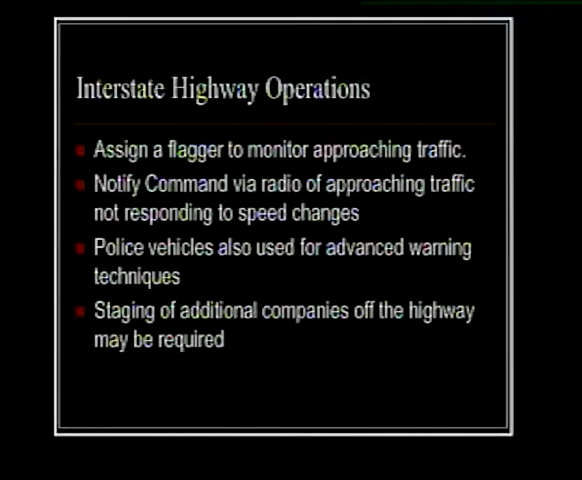 Interstate Highway Operations
Assign a flagger to monitor approaching traffic.
Notify Command via radio of approaching traffic
not responding to speed changes
Police vehicles also used for advanced warning
techniques
Staging of additional companies off the highway
may be required